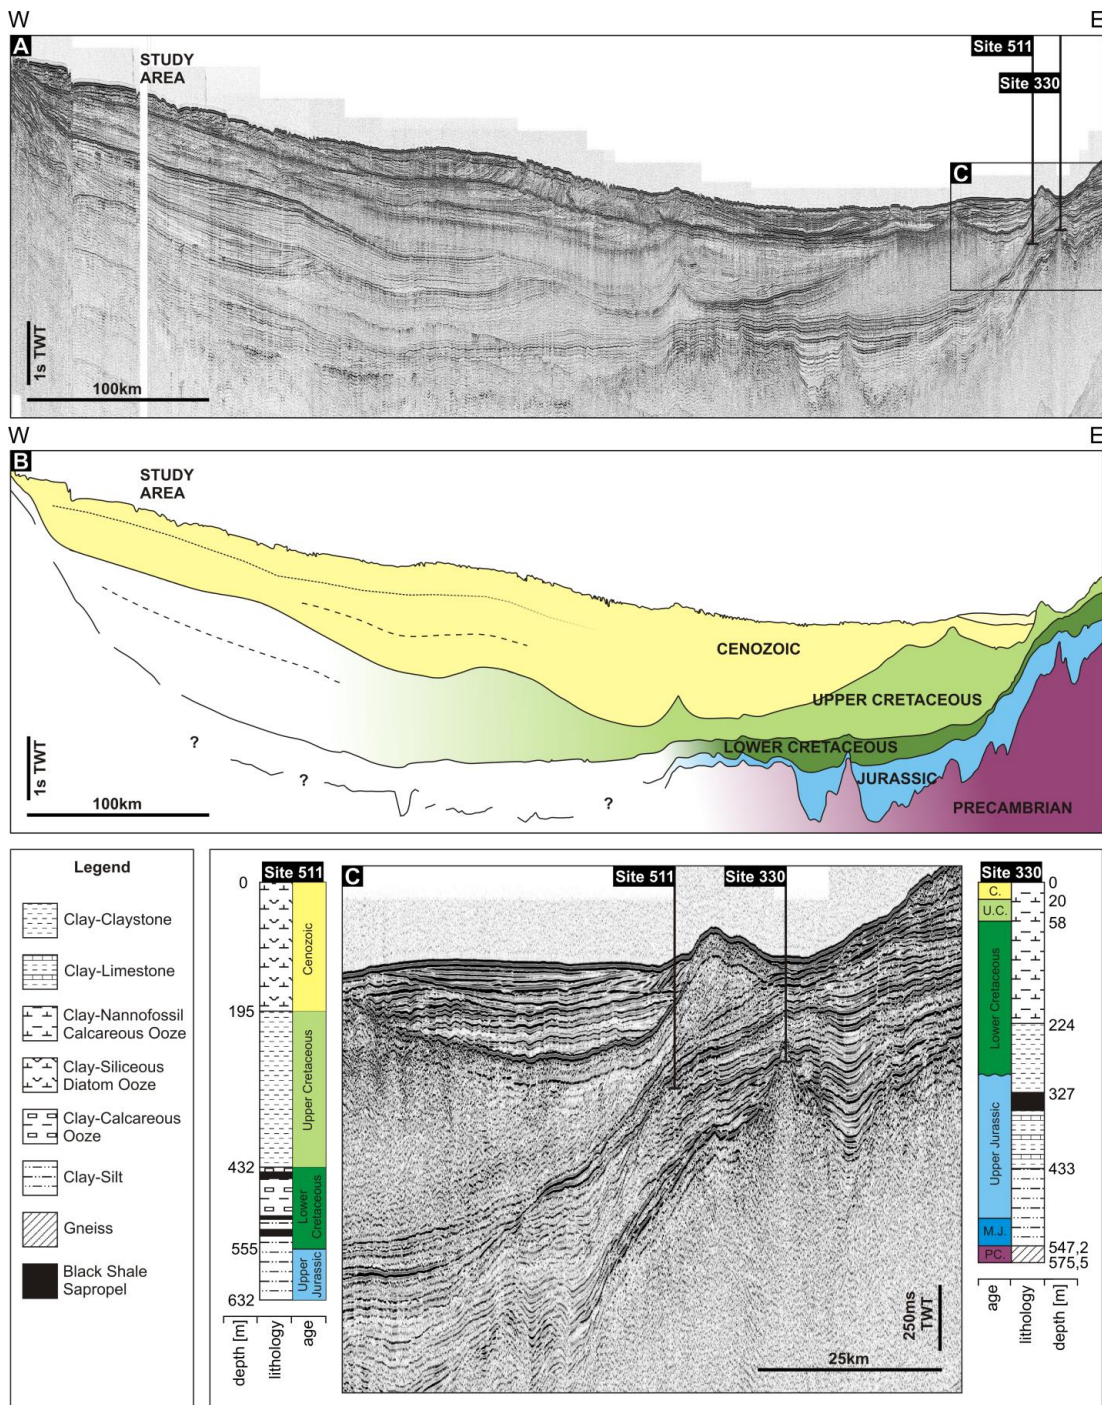 W
E
A
STUDY
AREA
Site 511
Site 330
C
1s TWT
100km
W
E
B
STUDY
AREA
CENOZOIC
UPPER CRETACEOUS
LOWER CRETACEOUS
JURASSIC
PRECAMBRIAN
?
?
?
1s TWT
100km
Legend
Clay-Claystone
Clay-Limestone
Clay-Nannofossil
Calcareous Ooze
Clay-Siliceous
Diatom Ooze
Clay-Calcareous
Ooze
Clay-Silt
Gneiss
Black Shale
Sapropel
Site 511
0
195
432
555
632
Cenozoic
Upper Cretaceous
Lower
Cretaceous
Upper
Jurassic
depth [m]
lithology
age
C
Site 511
Site 330
250ms
TWT
25km
Site 330
C.
U.C.
Lower Cretaceous
Upper Jurassic
M.J.
PC.
0
20
58
224
327
433
547,2
575,5
age
lithology
depth [m]